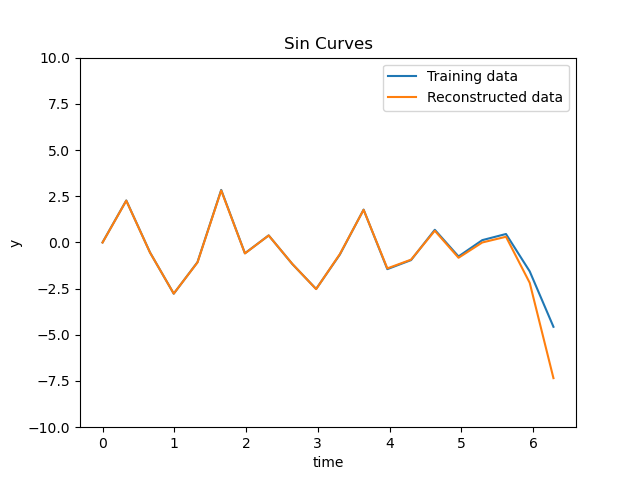 Sin Curves
Training data
Reconstructed data
10.0
7.5
5.0
2.5
0.0
−2.5
−5.0
−7.5
−10.0
y
0 1 2 3 4 5 6
time